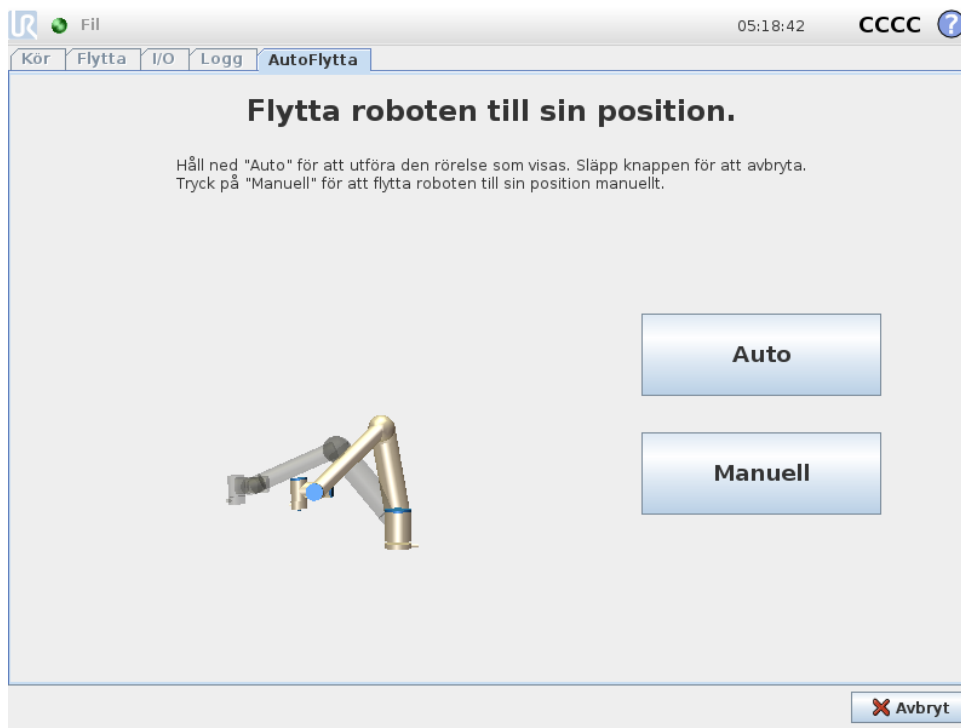 UR Fil 05:18:42 CCCC ?
Kör Flytta I/O Logg AutoFlytta
Flytta roboten till sin position.
Håll ned "Auto" för att utföra den rörelse som visas. Släpp knappen för att avbryta.
Tryck på "Manuell" för att flytta roboten till sin position manuellt.
Auto
Manuell
Avbryt